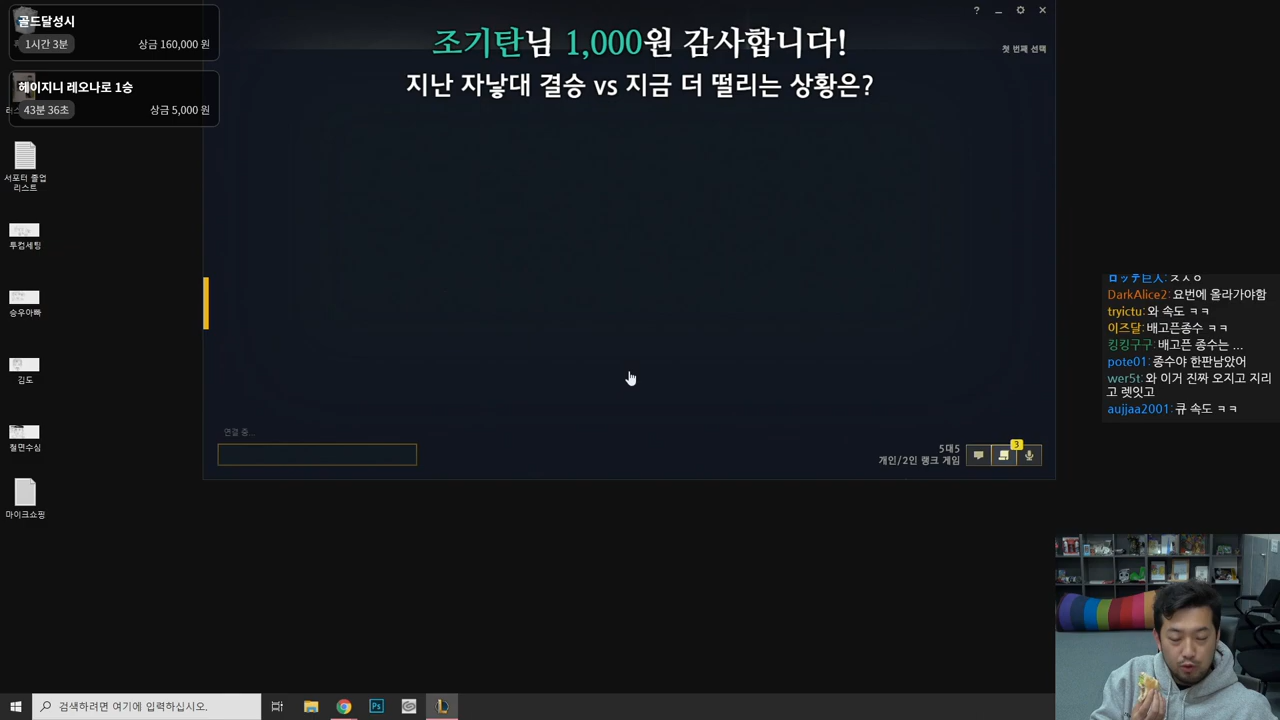 골드달성시
1시간 3분
상금 160,000 원
헤이지니 레오나로 1승
43분 36초
상금 5,000 원
서포터 졸업
리스트
투컴세팅
승우아빠
김도
철면수심
마이크쇼핑
조기탄님 1,000원 감사합니다!
지난 자낳대 결승 vs 지금 더 떨리는 상황은?
?
첫 번째 선택
연결 중...
5대5
개인/2인 랭크 게임
3
ロッテ巨人: ㅈㅅㅇ
DarkAlice2: 요번에 올라가야함
tryictu: 와 속도 ㅋㅋ
이즈달: 배고픈종수 ㅋㅋ
킹킹구구: 배고픈 종수는 ...
pote01: 종수야 한판남았어
wer5t: 와 이거 진짜 오지고 지리
고 렛잇고
aujjaa2001: 큐 속도 ㅋㅋ
검색하려면 여기에 입력하십시오.
Ps